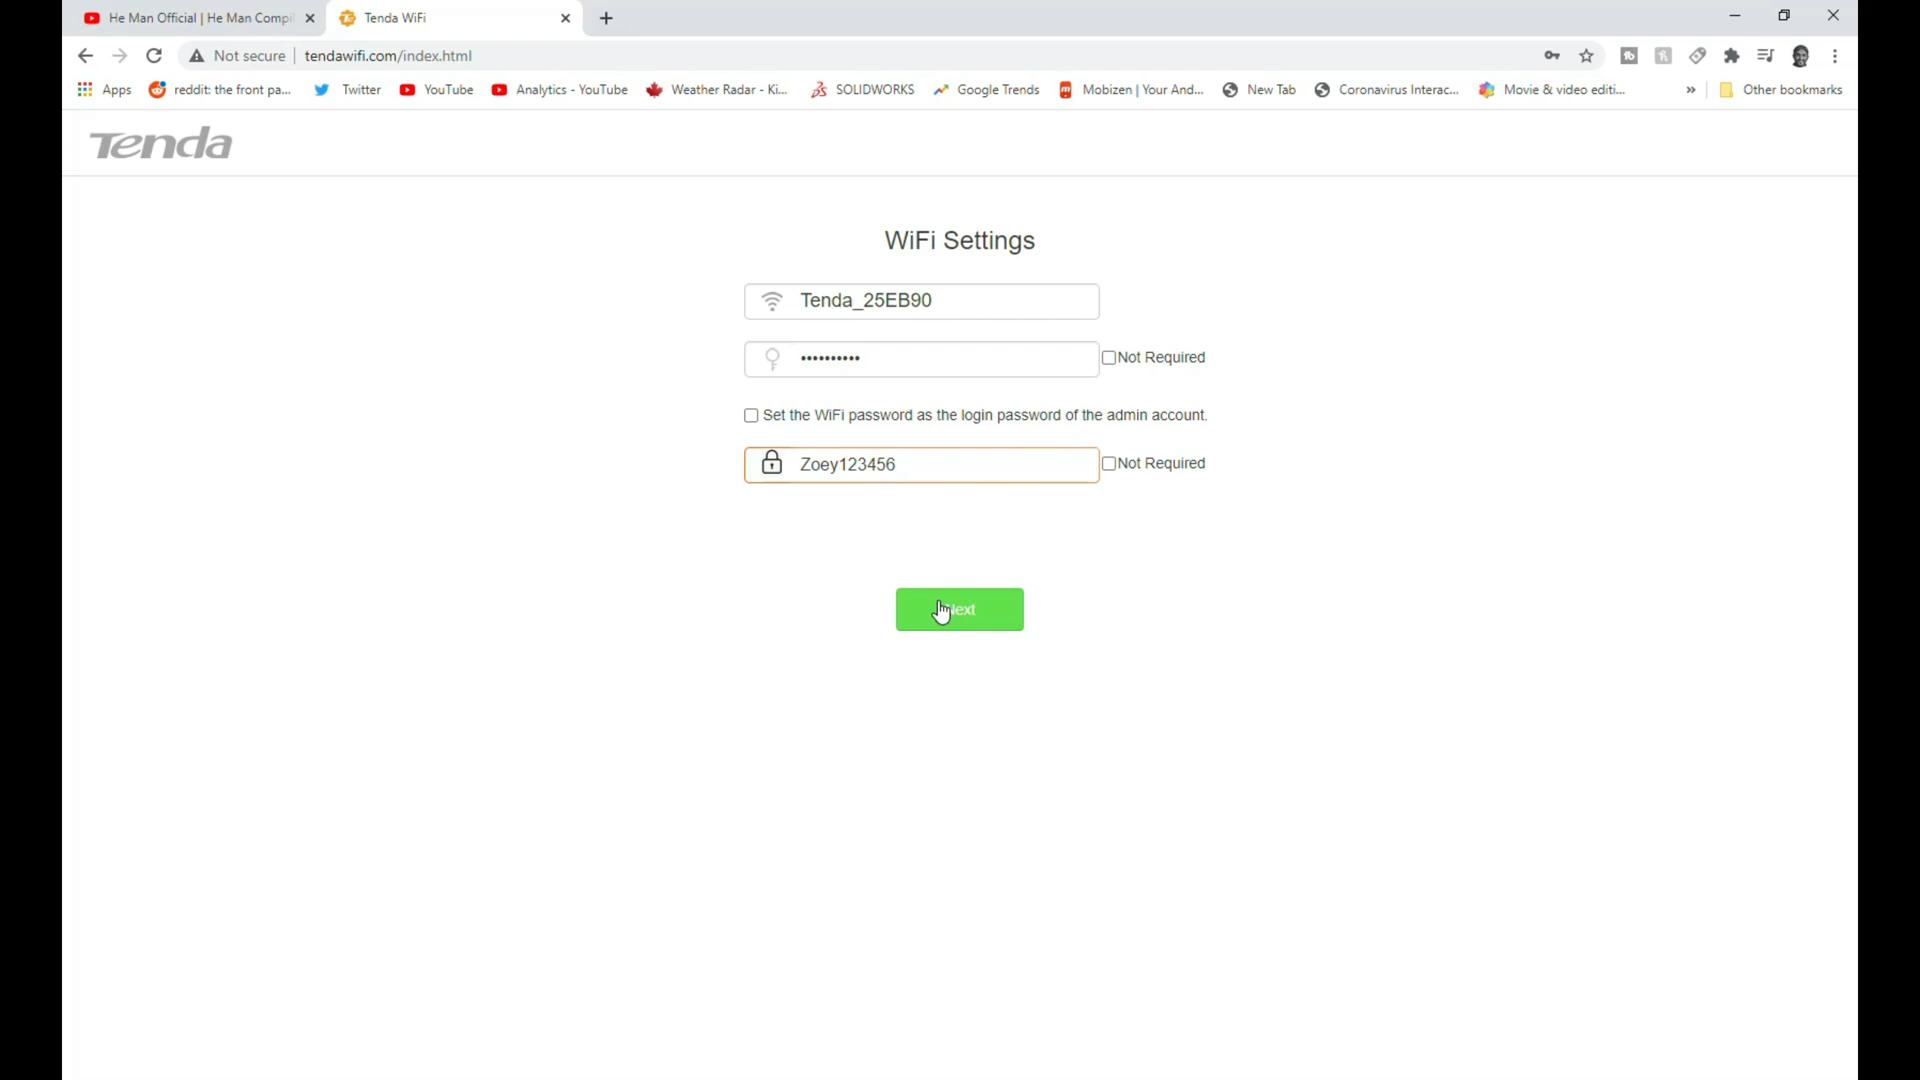 He Man Official | He Man Compi
Tenda WiFi
Not secure
tendawifi.com/index.html
Apps
reddit: the front pa...
Twitter
YouTube
Analytics - YouTube
Weather Radar - Ki...
SOLIDWORKS
Google Trends
Mobizen | Your And...
New Tab
Coronavirus Interac...
Movie & video editi...
»
Other bookmarks
Tenda
WiFi Settings
Tenda_25EB90
••••••••••
Not Required
Set the WiFi password as the login password of the admin account.
Zoey123456
Not Required
Next